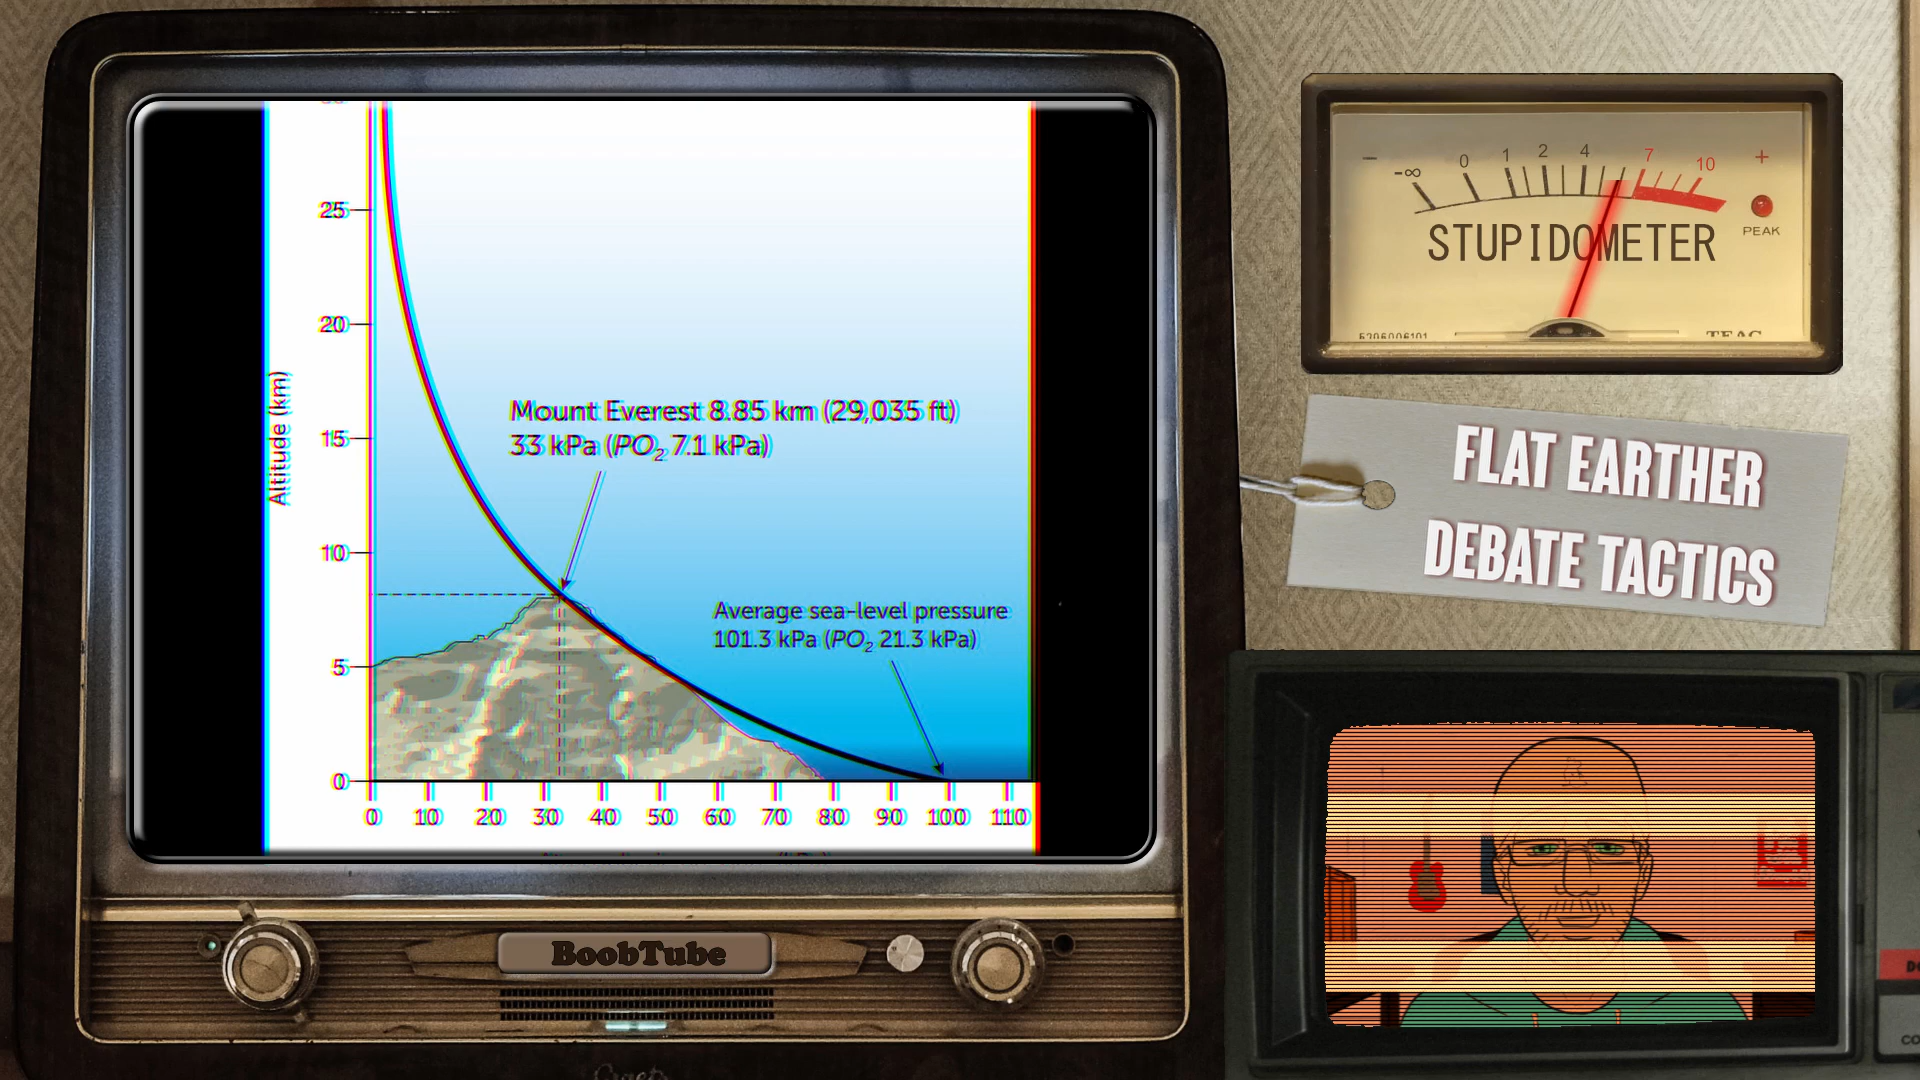 25
20
15
10
5
0
Altitude (km)
Mount Everest 8.85 km (29,035 ft)
33 kPa (PO2 7.1 kPa)
Average sea-level pressure
101.3 kPa (PO2 21.3 kPa)
0 10 20 30 40 50 60 70 80 90 100 110
BoobTube
− -∞ 0 1 2 4 7 10 +
PEAK
STUPIDOMETER
5206006101
TEAC
FLAT EARTHER
DEBATE TACTICS